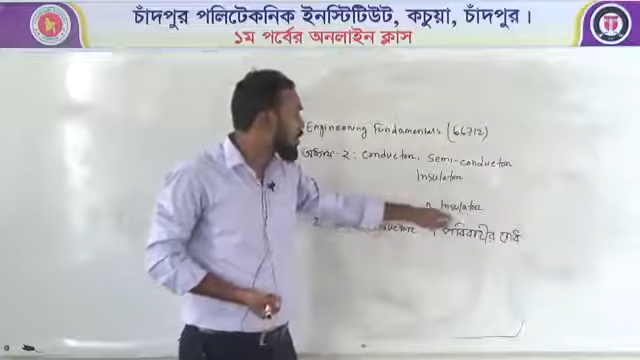 চাঁদপুর পলিটেকনিক ইনস্টিটিউট, কচুয়া, চাঁদপুর।
১ম পর্বের অনলাইন ক্লাস
Engineering Fundamentals (66712)
অধ্যায়-২: Conductor, Semi-conductor
Insulator
Insulator
পরিবাহীর রোধ